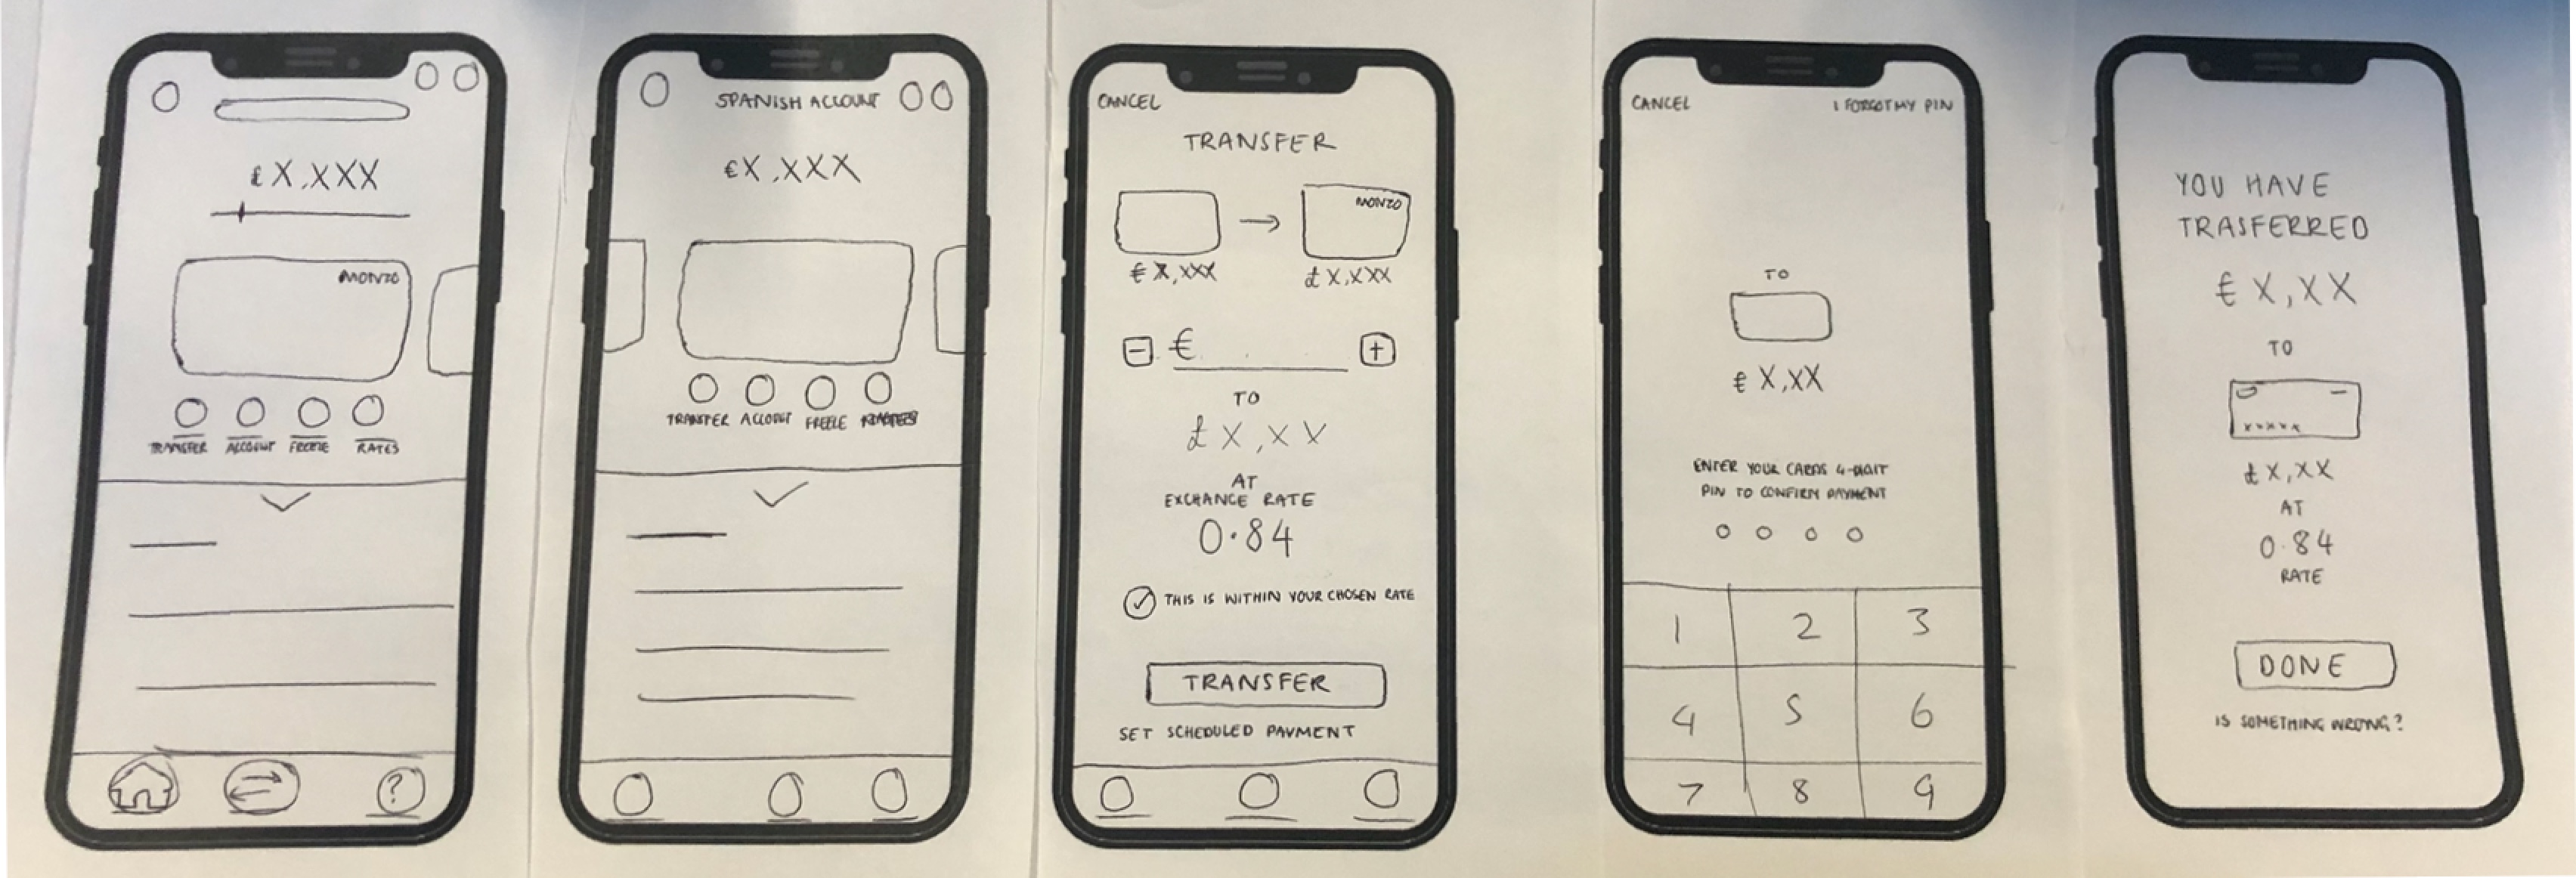 £X,XXX
MONZO
TRANSFER ACCOUNT FREEZE RATES
?
SPANISH ACCOUNT
€X,XXX
TRANSFER ACCOUNT FREEZE
CANCEL
TRANSFER
MONZO
€X,XXX £X,XXX
- € +
TO
£X,XX
AT
EXCHANGE RATE
0.84
THIS IS WITHIN YOUR CHOSEN RATE
TRANSFER
SET SCHEDULED PAYMENT
CANCEL I FORGOT MY PIN
TO
€X,XX
ENTER YOUR CARDS 4-DIGIT
PIN TO CONFIRM PAYMENT
1 2 3
4 5 6
7 8 9
YOU HAVE
TRASFERRED
€X,XX
TO
XXXXX
£X,XX
AT
0.84
RATE
DONE
IS SOMETHING WRONG?